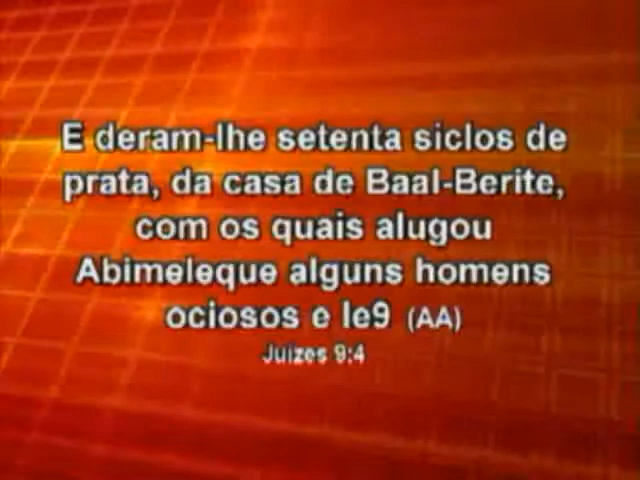 E deram-lhe setenta siclos de
prata, da casa de Baal-Berite,
com os quais alugou
Abimeleque alguns homens
ociosos e le9 (AA)
Juízes 9:4